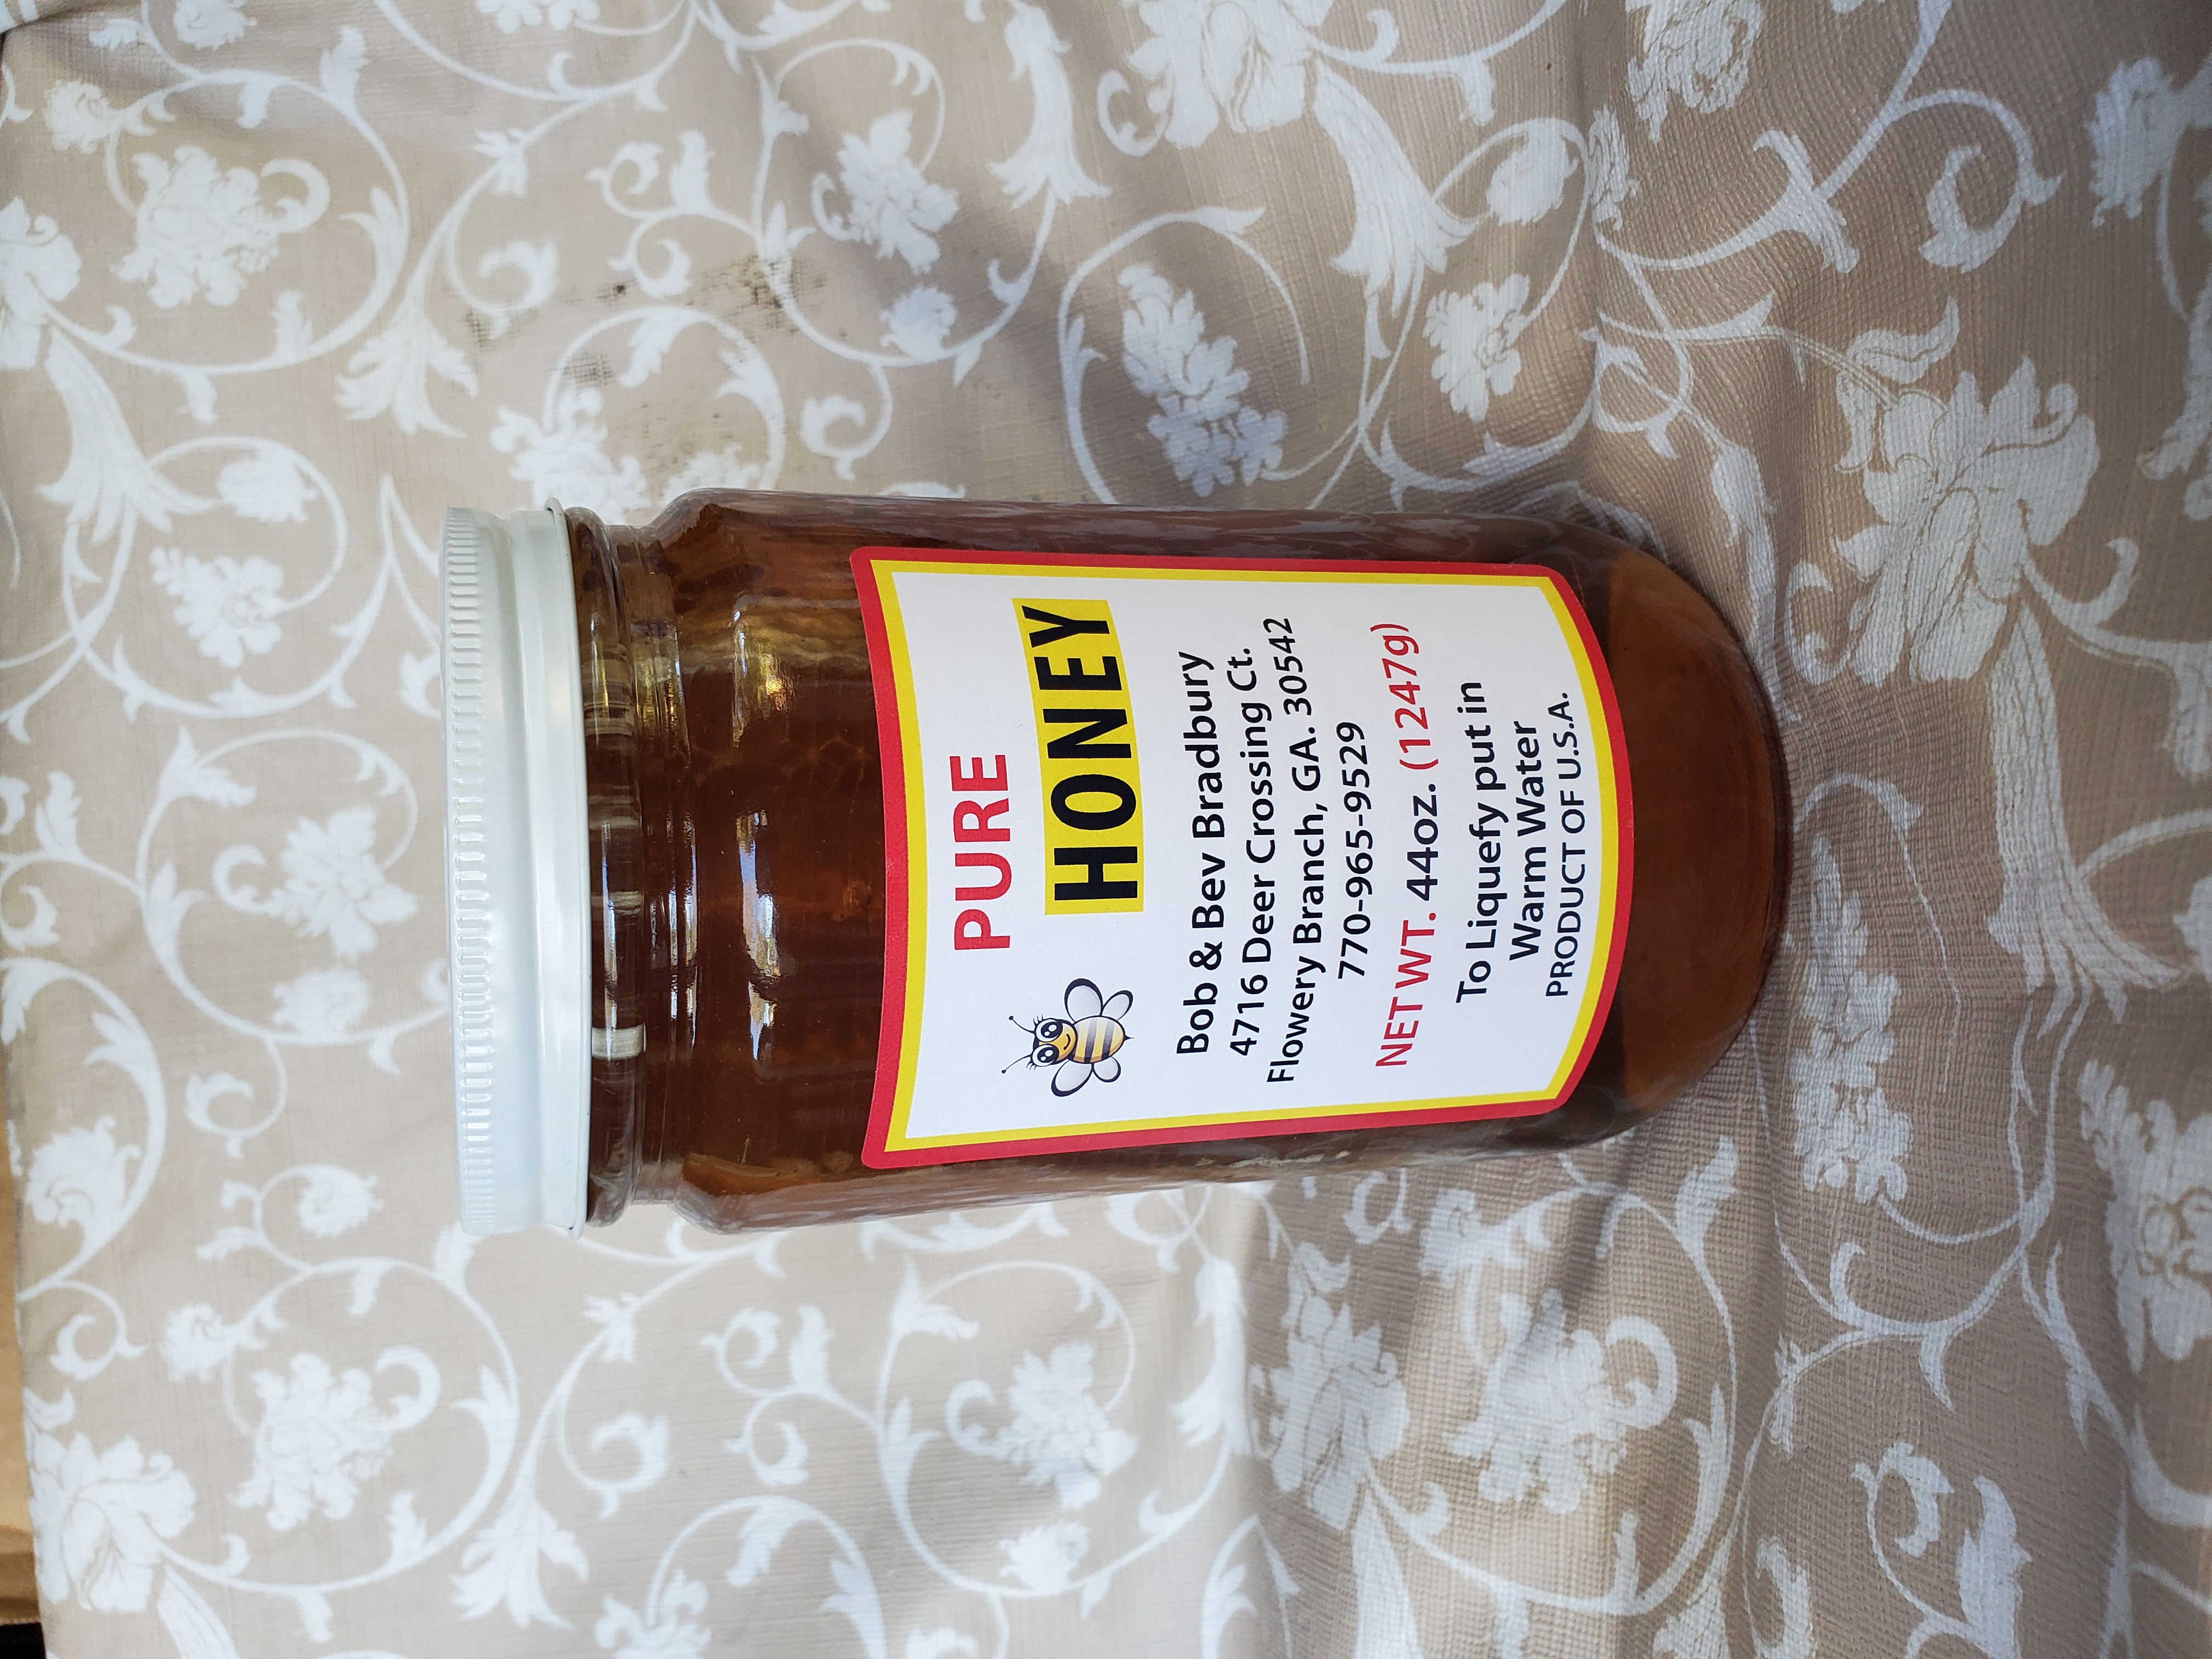 PURE
HONEY
Bob & Bev Bradbury
4716 Deer Crossing Ct.
Flowery Branch, GA. 30542
770-965-9529
NET WT. 44oz. (1247g)
To Liquefy put in
Warm Water
PRODUCT OF U.S.A.